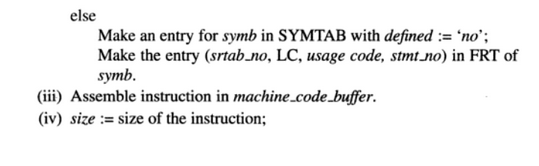 else
Make an entry for symb in SYMTAB with defined := ‘no’;
Make the entry (srtab_no, LC, usage code, stmt_no) in FRT of
symb.
(iii) Assemble instruction in machine_code_buffer.
(iv) size := size of the instruction;